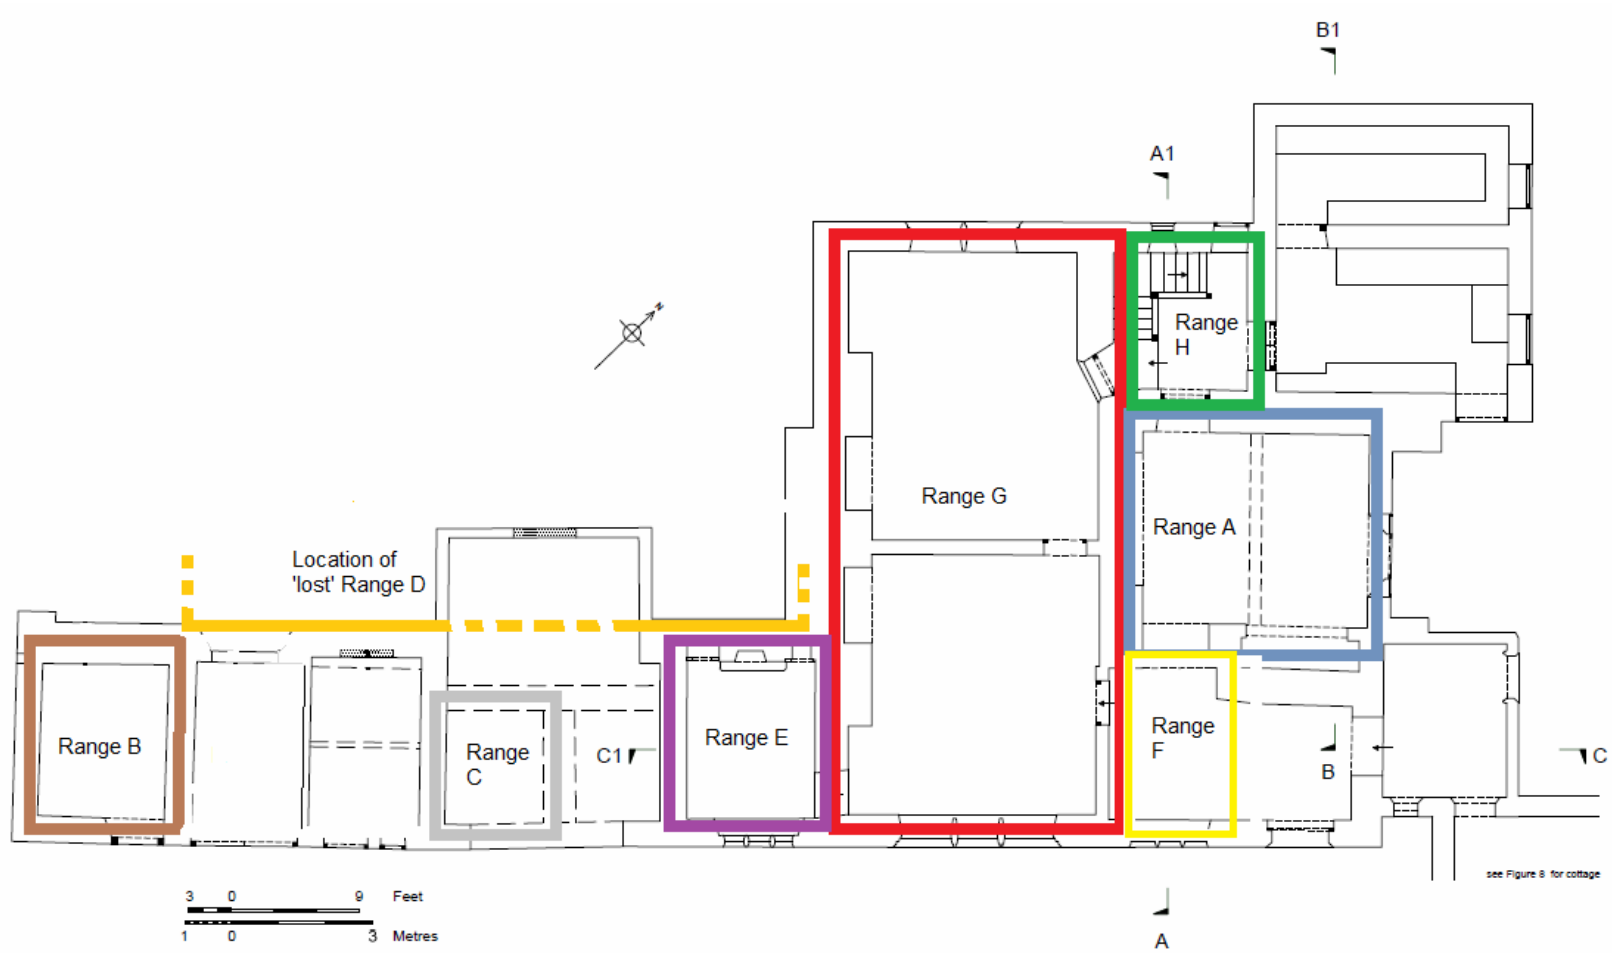 B1
A1
N
Range
H
Range G
Range A
Location of
'lost' Range D
Range B
Range
C
C1
Range E
Range
F
B
C
see Figure 8 for cottage
3 0 9 Feet
1 0 3 Metres
A